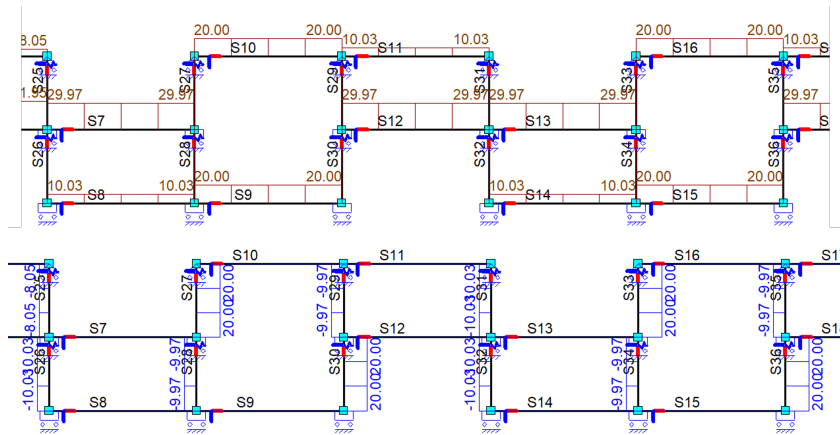 20.00 20.00 20.00 20.00
8.05 S10 10.03 S11 10.03 S16 10.03 S
S25 S27 S29 S31 S33 S35
29.97 29.97 29.97 29.97 29.97 29.97 29.97
S7 S12 S13 S
S26 S28 S30 S32 S34 S36
10.03 10.03 20.00 20.00 10.03 10.03 20.00 20.00
S8 S9 S14 S15
S10 S11 S16 S1
-8.05 -8.05 S25 S27 20.00 20.00 -9.97 -9.97 S29 -10.03 -10.03 S31 S33 20.00 20.00 -9.97 -9.97 S35
S7 S12 S13 S1
-10.03 -10.03 S26 -9.97 -9.97 S28 S30 20.00 20.00 -10.03 -10.03 S32 -9.97 -9.97 S34 S36 20.00 20.00
S8 S9 S14 S15